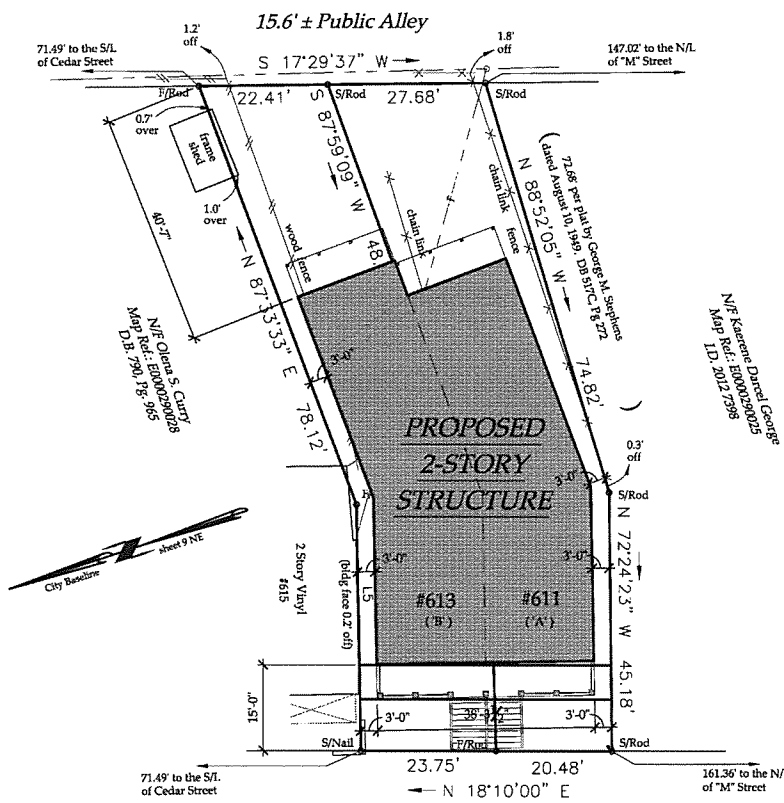 15.6' ± Public Alley
1.2'
off
1.8'
off
71.49' to the S/L
of Cedar Street
S 17°29'37" W
147.02' to the N/L
of "M" Street
F/Rod
22.41'
S/Rod
27.68'
S/Rod
0.7'
over
frame
shed
1.0'
over
40'-7"
S 87°59'09" W
48.
wood fence
chain link
chain link
fence
N 88°52'05" W
74.82'
72.68' per plat by George M. Stephens
dated August 10, 1949. DB 517C, Pg 272
N/F Kaerene Darcel George
Map Ref.: E0000290025
I.D. 2012 7398
N 87°53'33" E
78.12'
N/F Olena S. Curry
Map Ref.: E0000290028
D.B. 790, Pg. 965
3'-0"
PROPOSED
2-STORY
STRUCTURE
3'-0"
0.3'
off
S/Rod
City Baseline
sheet 9 NE
2 Story Vinyl
#615
(bldg face 0.2' off)
3'-0"
L5
3'-0"
N 72°24'23" W
45.18'
#613
('B')
#611
('A')
15'-0"
3'-0"
3'-0"
S/Nail
F/Rod
S/Rod
23.75'
20.48'
71.49' to the S/L
of Cedar Street
N 18°10'00" E
161.36' to the N/
of "M" Street